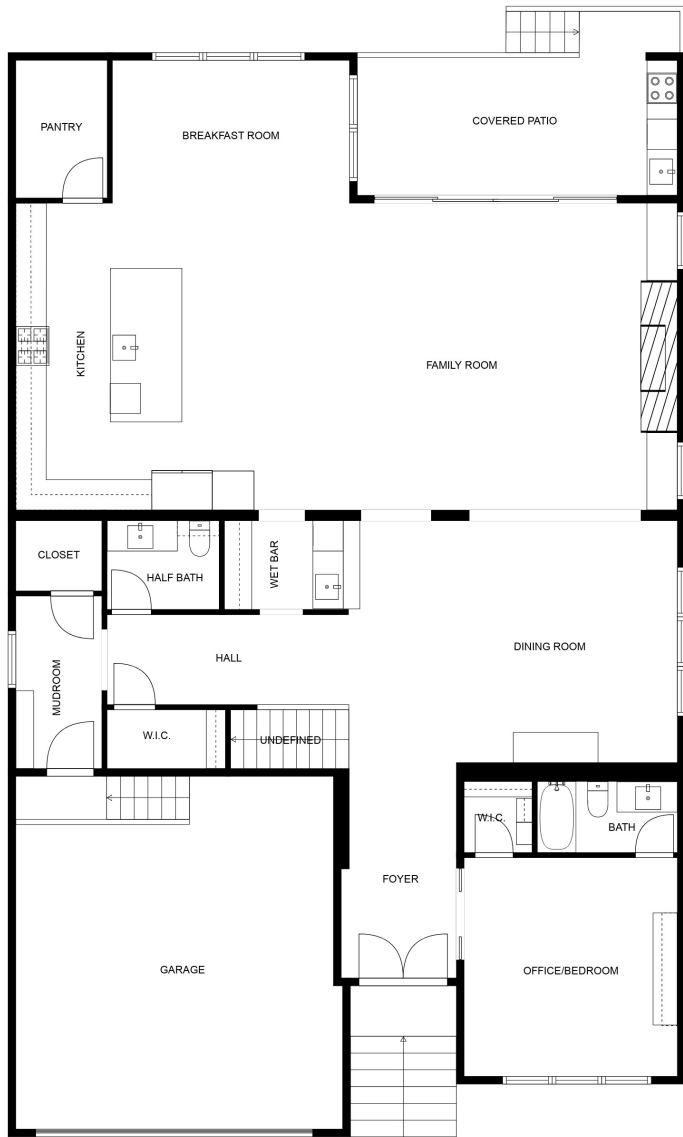 PANTRY
BREAKFAST ROOM
COVERED PATIO
KITCHEN
FAMILY ROOM
CLOSET
HALF BATH
WET BAR
MUDROOM
HALL
DINING ROOM
W.I.C.
UNDEFINED
W.I.C.
BATH
FOYER
GARAGE
OFFICE/BEDROOM